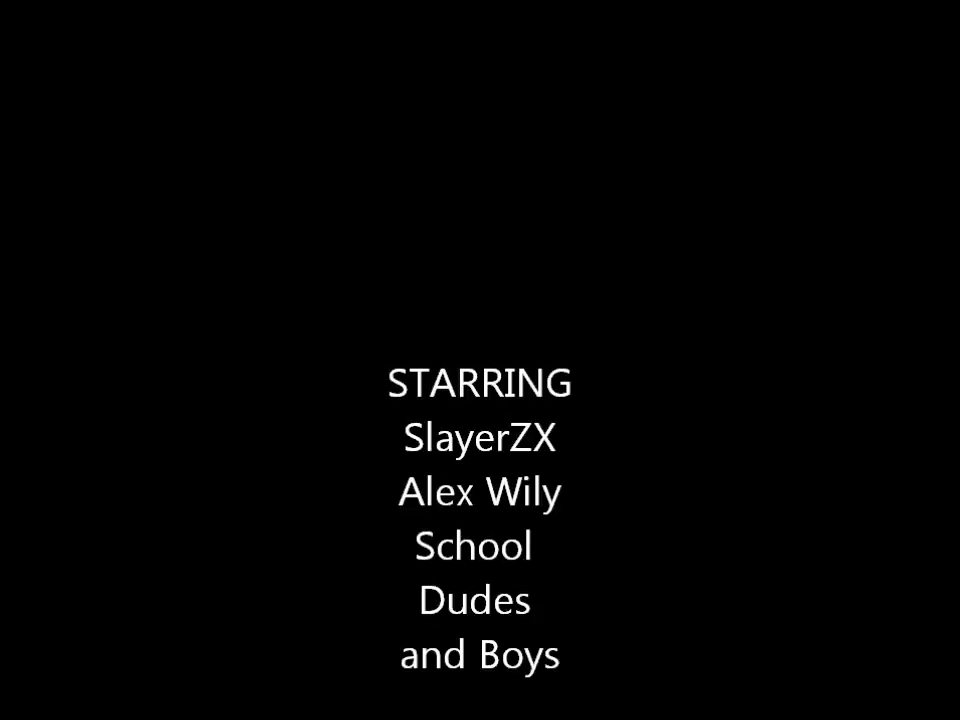 STARRING
SlayerZX
Alex Wily
School
Dudes
and Boys